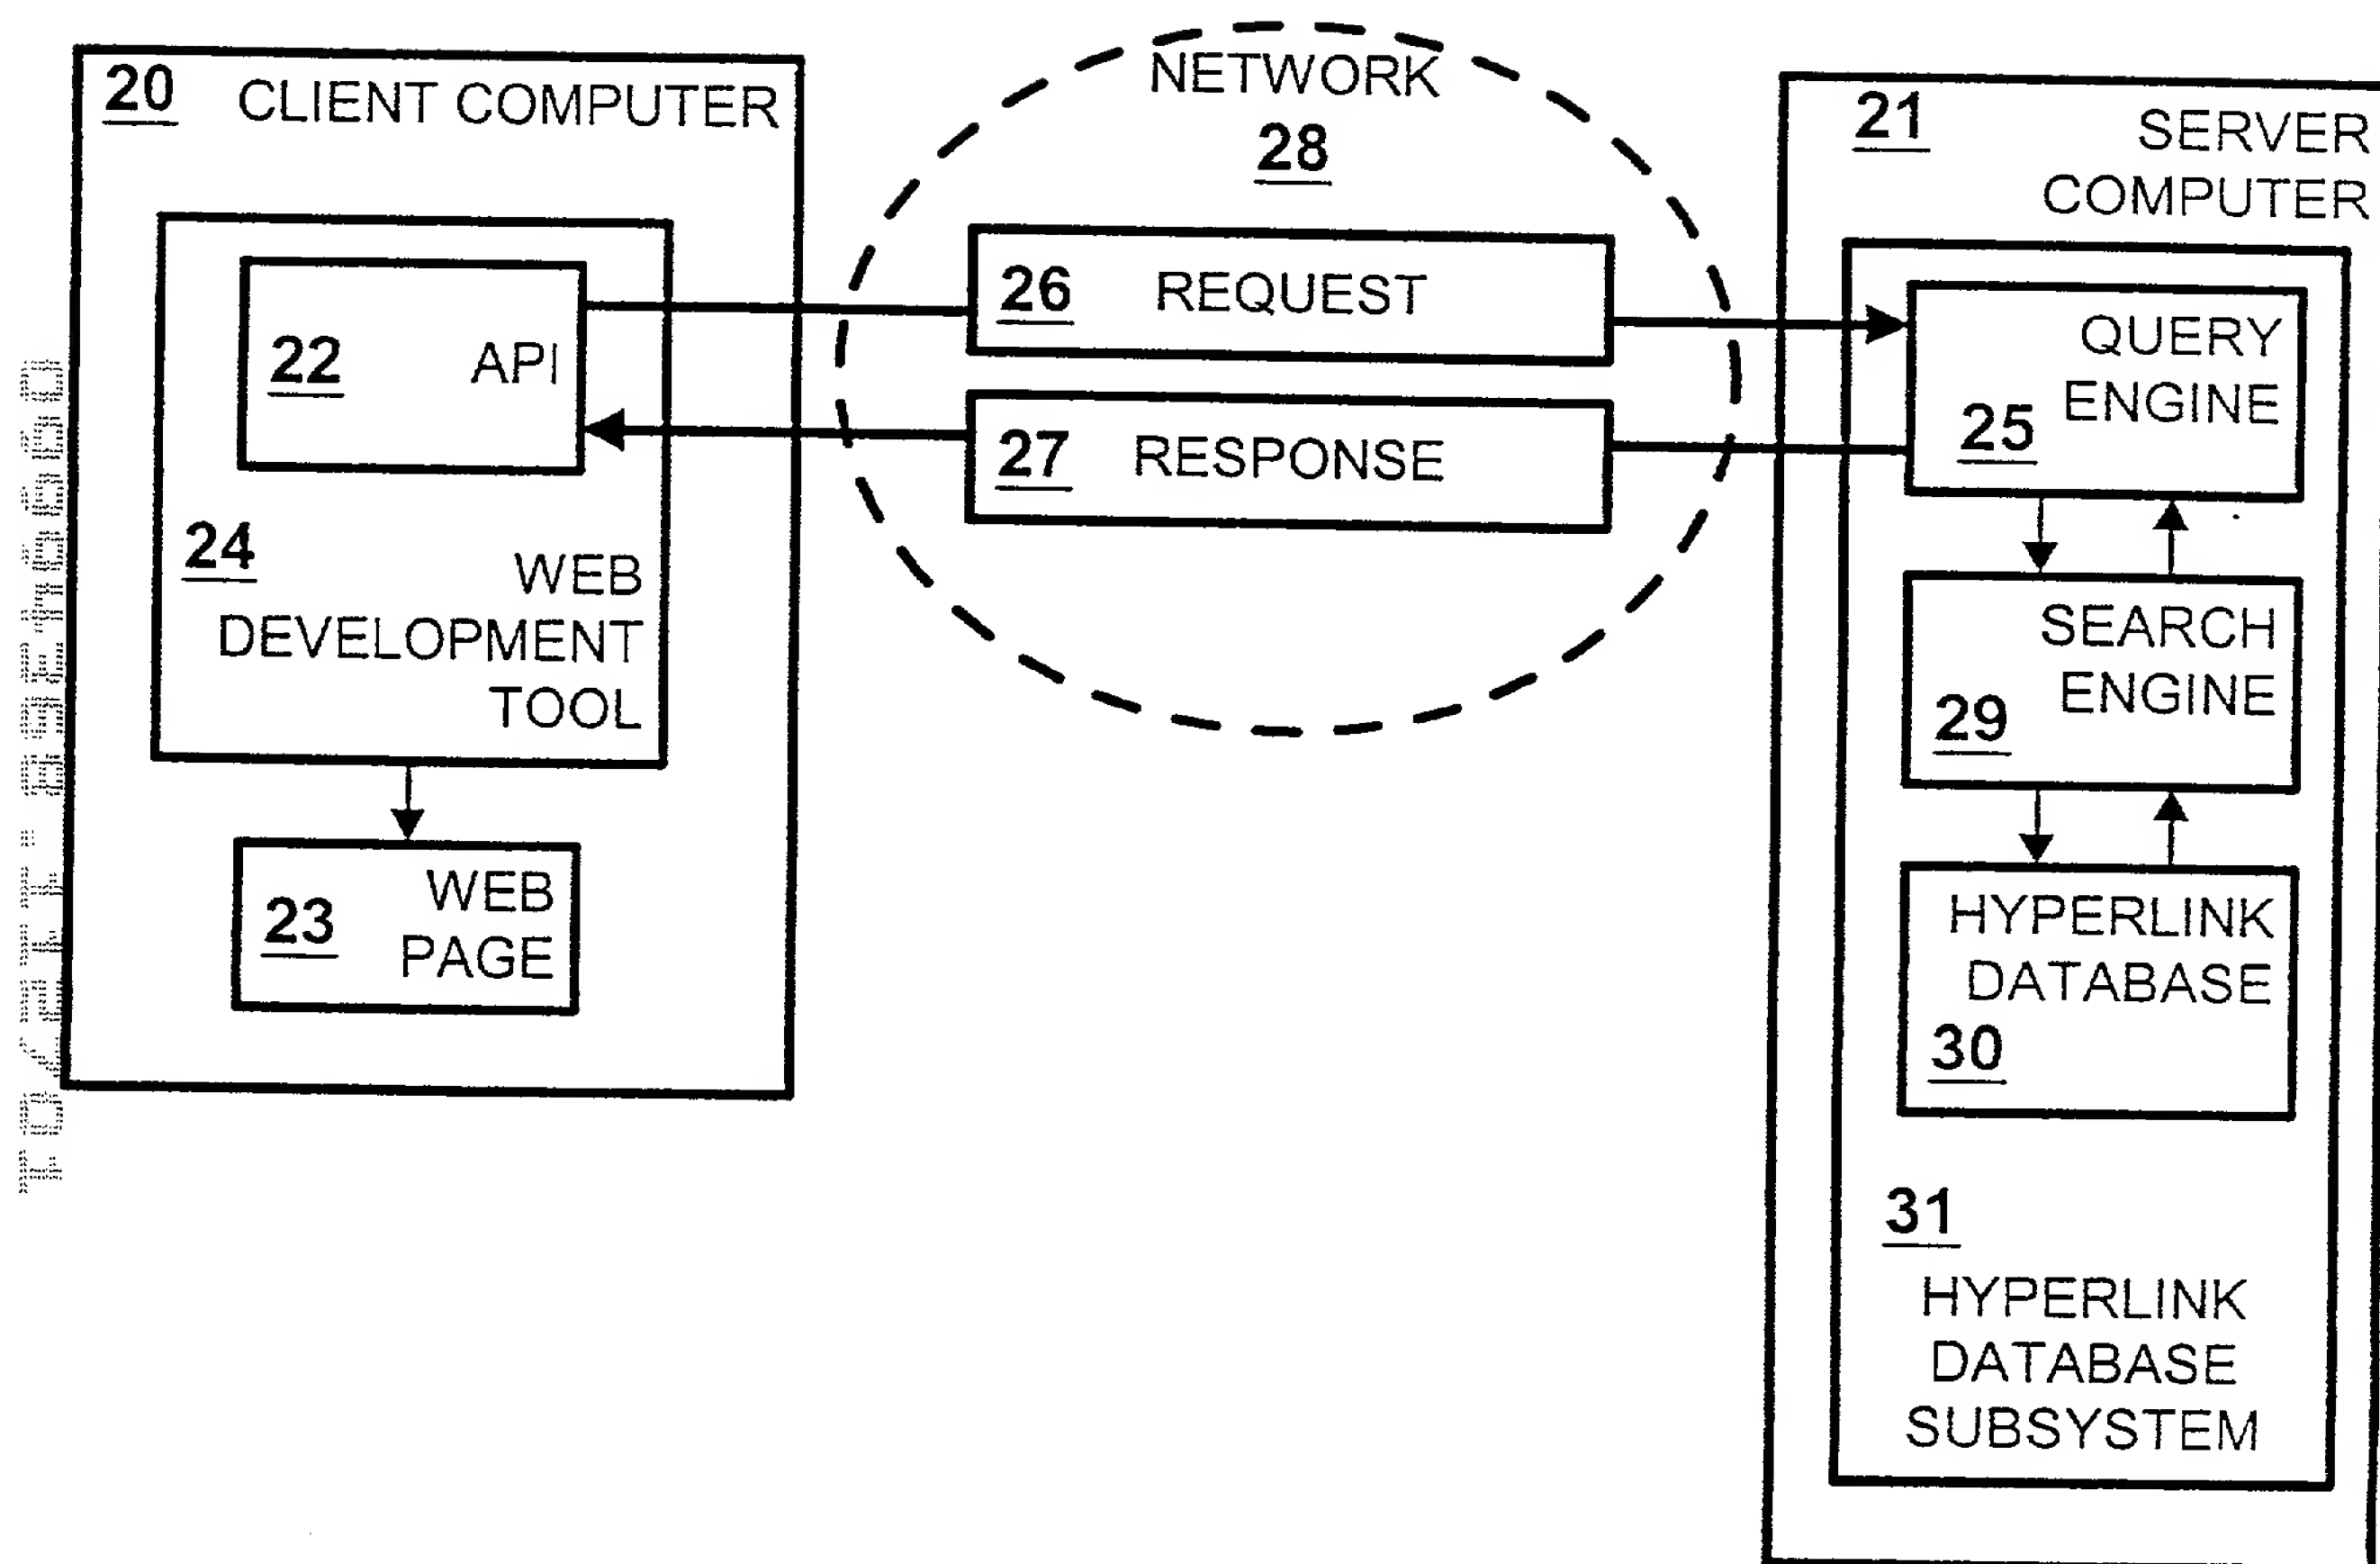 20 CLIENT COMPUTER
22 API
24 WEB
DEVELOPMENT
TOOL
23 WEB
PAGE
NETWORK
28
26 REQUEST
27 RESPONSE
21 SERVER
COMPUTER
QUERY
ENGINE
25
SEARCH
ENGINE
29
HYPERLINK
DATABASE
30
31
HYPERLINK
DATABASE
SUBSYSTEM